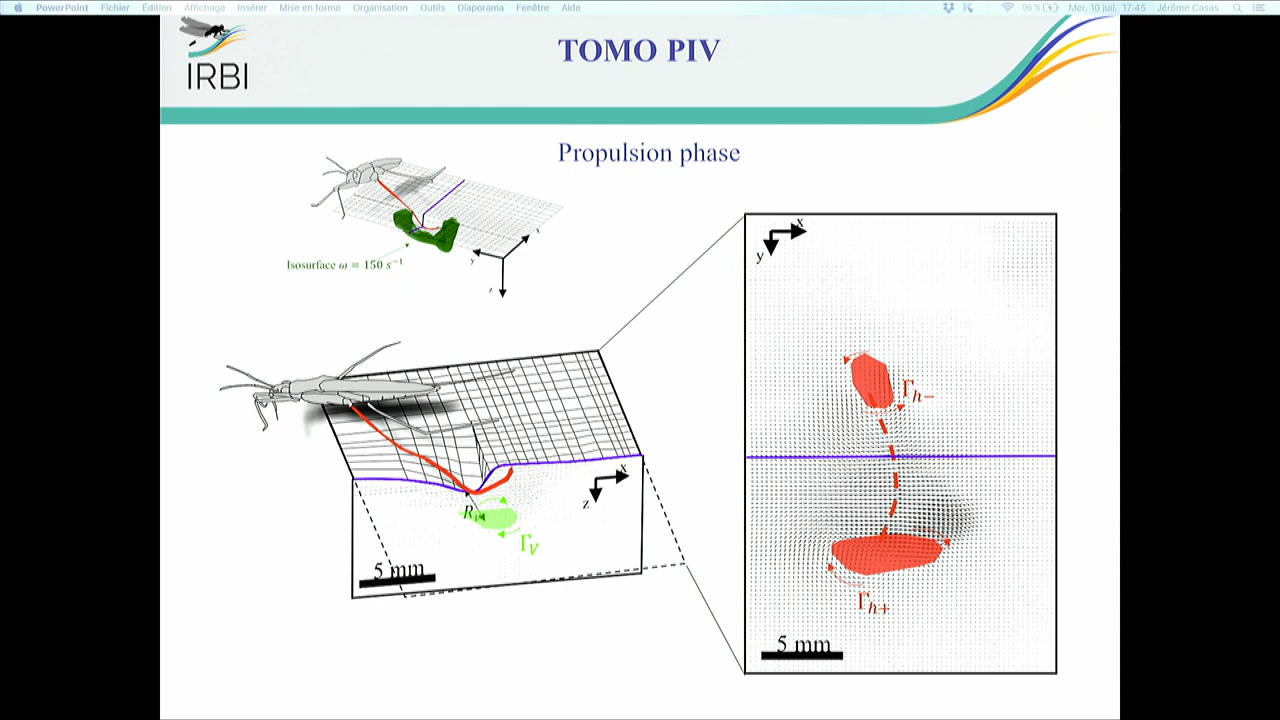 PowerPoint Fichier Édition Affichage Insérer Mise en forme Organisation Outils Diaporama Fenêtre Aide 96 % Mer. 10 juil. 17:45 Jérôme Casas
IRBI
TOMO PIV
Propulsion phase
Isosurface ω = 150 s⁻¹
y
z
x
y
Γh−
x
z
R
ΓV
5 mm
Γh+
5 mm